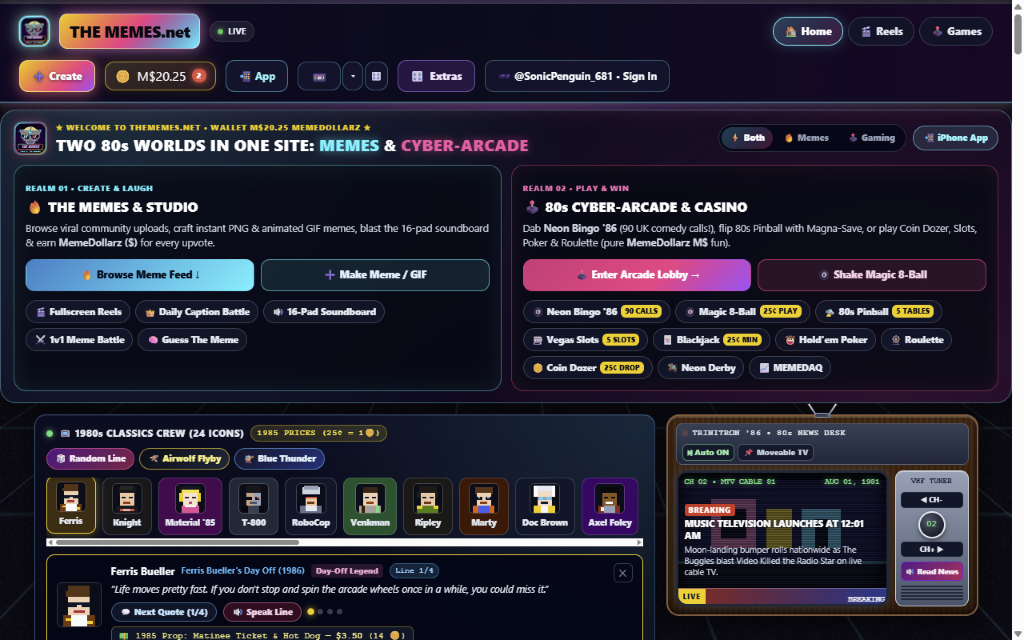 THE MEMES.net
LIVE
Home
Reels
Games
Create
M$20.25
2
App
Extras
@SonicPenguin_681 • Sign In
★ WELCOME TO THEMEMES.NET • WALLET M$20.25 MEMEDOLLARZ ★
TWO 80s WORLDS IN ONE SITE: MEMES & CYBER-ARCADE
Both
Memes
Gaming
iPhone App
REALM 01 • CREATE & LAUGH
THE MEMES & STUDIO
Browse viral community uploads, craft instant PNG & animated GIF memes, blast the 16-pad soundboard
& earn MemeDollarz ($) for every upvote.
Browse Meme Feed ↓
Make Meme / GIF
Fullscreen Reels
Daily Caption Battle
16-Pad Soundboard
1v1 Meme Battle
Guess The Meme
REALM 02 • PLAY & WIN
80s CYBER-ARCADE & CASINO
Dab Neon Bingo '86 (90 UK comedy calls!), flip 80s Pinball with Magna-Save, or play Coin Dozer, Slots,
Poker & Roulette (pure MemeDollarz M$ fun).
Enter Arcade Lobby →
Shake Magic 8-Ball
Neon Bingo '86 90 CALLS
Magic 8-Ball 25¢ PLAY
80s Pinball 5 TABLES
Vegas Slots 5 SLOTS
Blackjack 25¢ MIN
Hold'em Poker
Roulette
Coin Dozer 25¢ DROP
Neon Derby
MEMEDAQ
1980s CLASSICS CREW (24 ICONS)
1985 PRICES (25¢ = 1)
Random Line
Airwolf Flyby
Blue Thunder
Ferris
Knight
Material '85
T-800
RoboCop
Venkman
Ripley
Marty
Doc Brown
Axel Foley
Ferris Bueller
Ferris Bueller's Day Off (1986)
Day-Off Legend
Line 1/4
"Life moves pretty fast. If you don't stop and spin the arcade wheels once in a while, you could miss it."
Next Quote (1/4)
Speak Line
1985 Prop: Matinee Ticket & Hot Dog — $3.50 (14)
TRINITRON '86 • 80s NEWS DESK
Auto ON
Moveable TV
CH 02 • MTV CABLE 81
AUG 01, 1981
BREAKING
MUSIC TELEVISION LAUNCHES AT 12:01
AM
Moon-landing bumper rolls nationwide as The
Buggles blast Video Killed the Radio Star on live
cable TV.
LIVE
BREAKING
VHF TUNER
◀ CH-
02
CH+ ▶
Read News